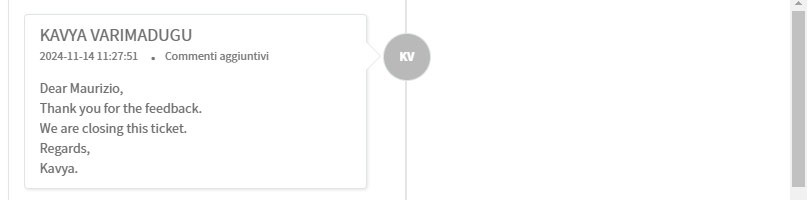 KAVYA VARIMADUGU
2024-11-14 11:27:51 • Commenti aggiuntivi
KV
Dear Maurizio,
Thank you for the feedback.
We are closing this ticket.
Regards,
Kavya.